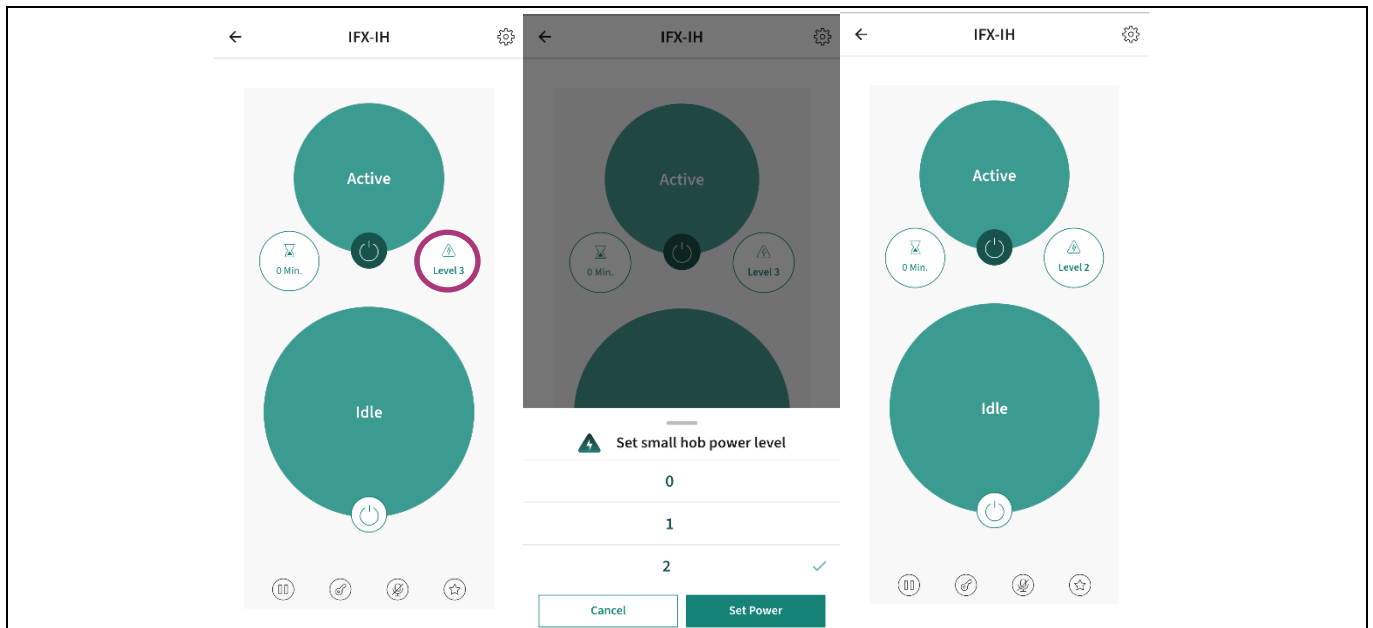 IFX-IH
Active
0 Min.
Level 3
Idle
IFX-IH
Active
0 Min.
Level 3
Set small hob power level
0
1
2
Cancel
Set Power
IFX-IH
Active
0 Min.
Level 2
Idle